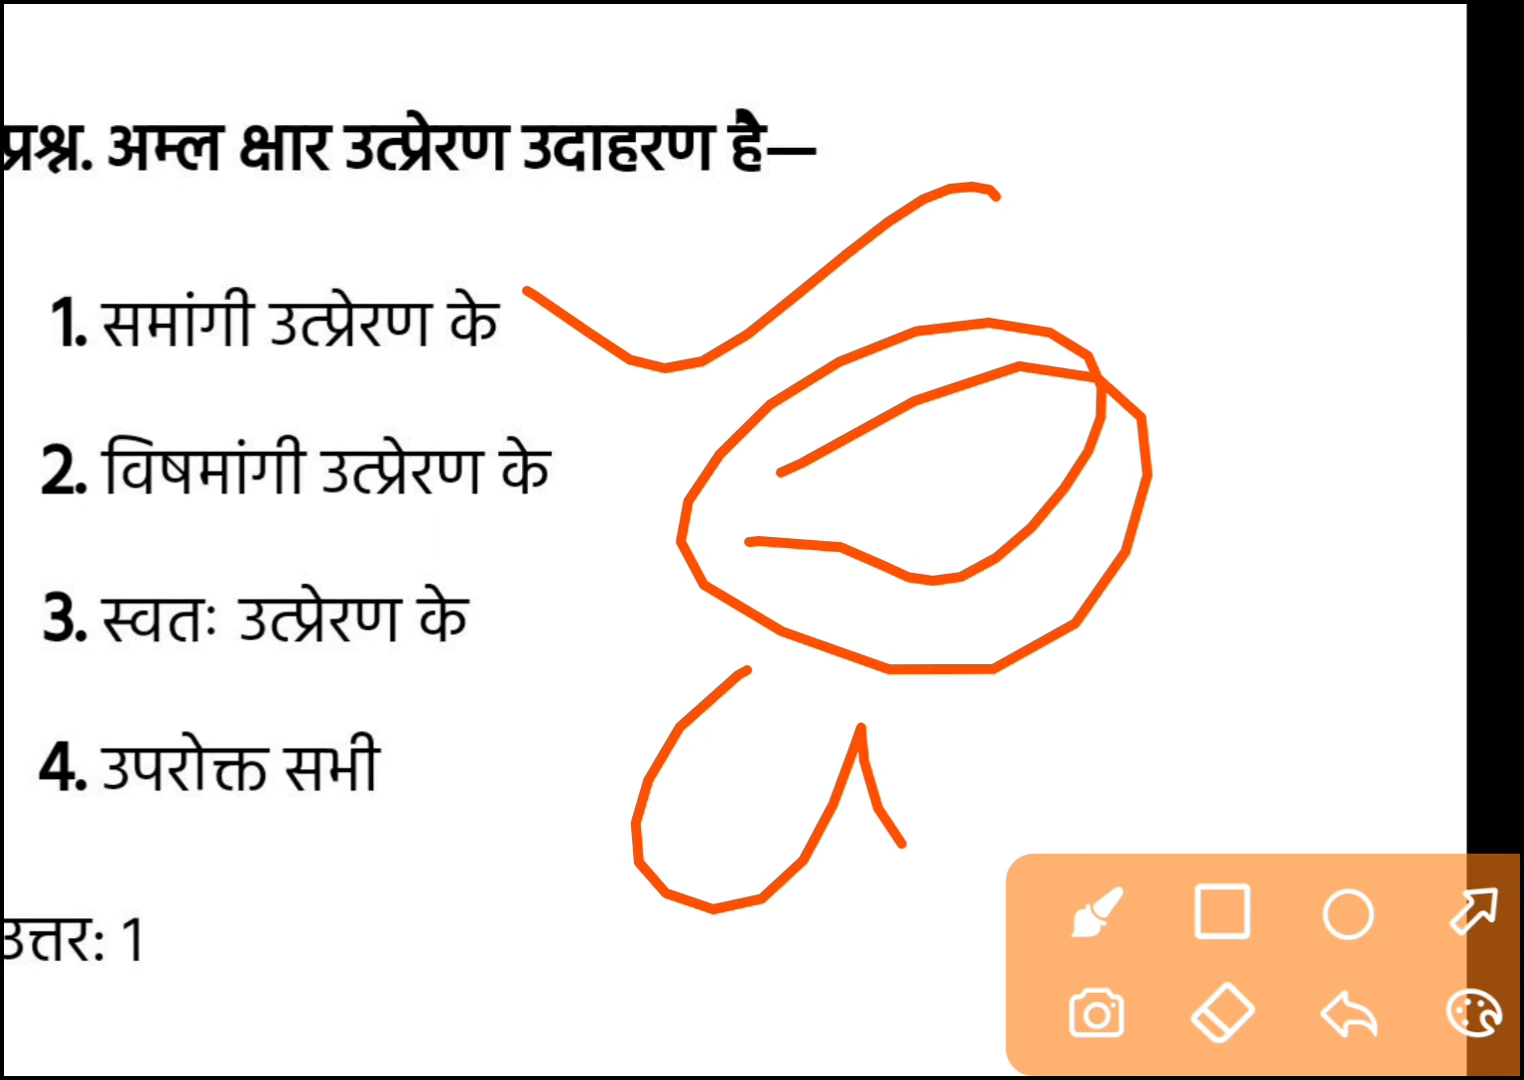 प्रश्न. अम्ल क्षार उत्प्रेरण उदाहरण है—
1. समांगी उत्प्रेरण के
2. विषमांगी उत्प्रेरण के
3. स्वतः उत्प्रेरण के
4. उपरोक्त सभी
उत्तर: 1